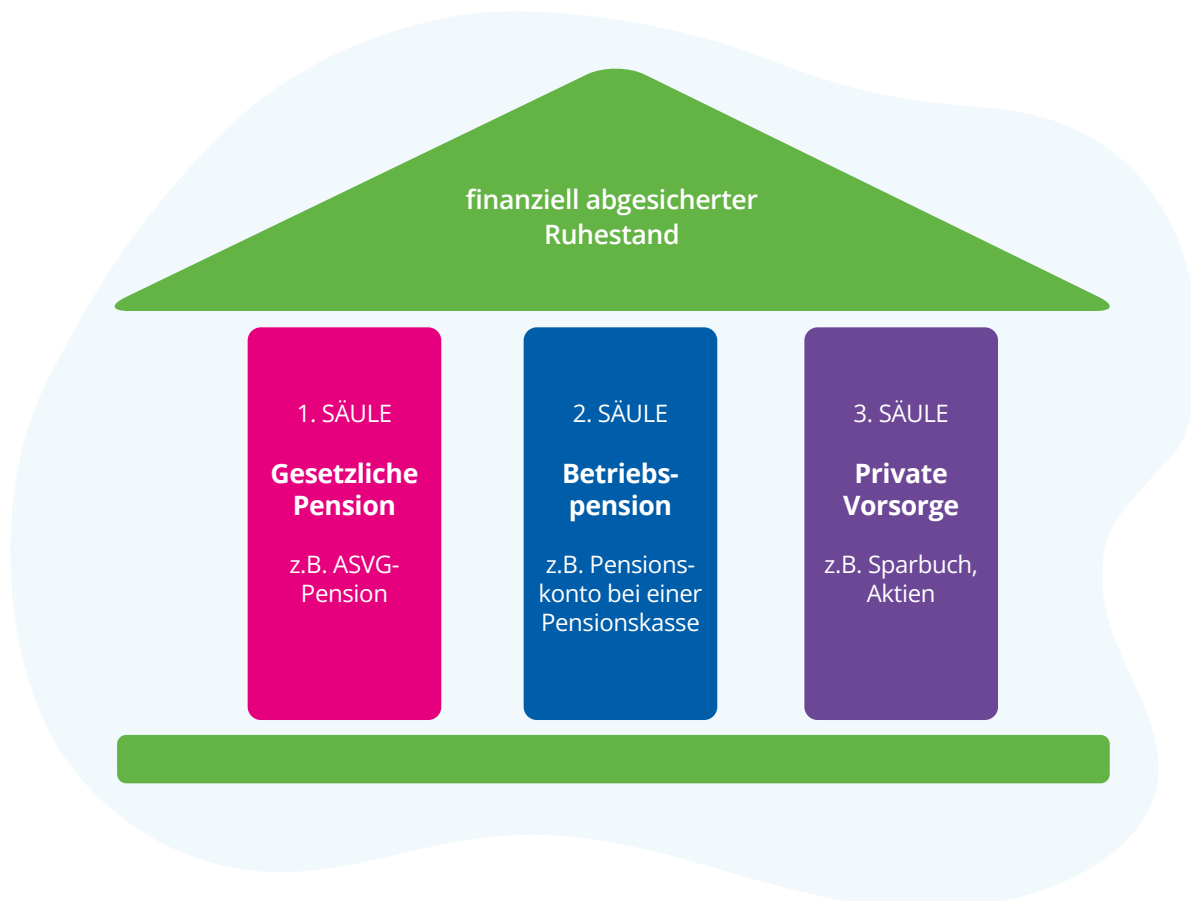 finanziell abgesicherter
Ruhestand
1. SÄULE
Gesetzliche
Pension
z.B. ASVG-
Pension
2. SÄULE
Betriebs-
pension
z.B. Pensions-
konto bei einer
Pensionskasse
3. SÄULE
Private
Vorsorge
z.B. Sparbuch,
Aktien